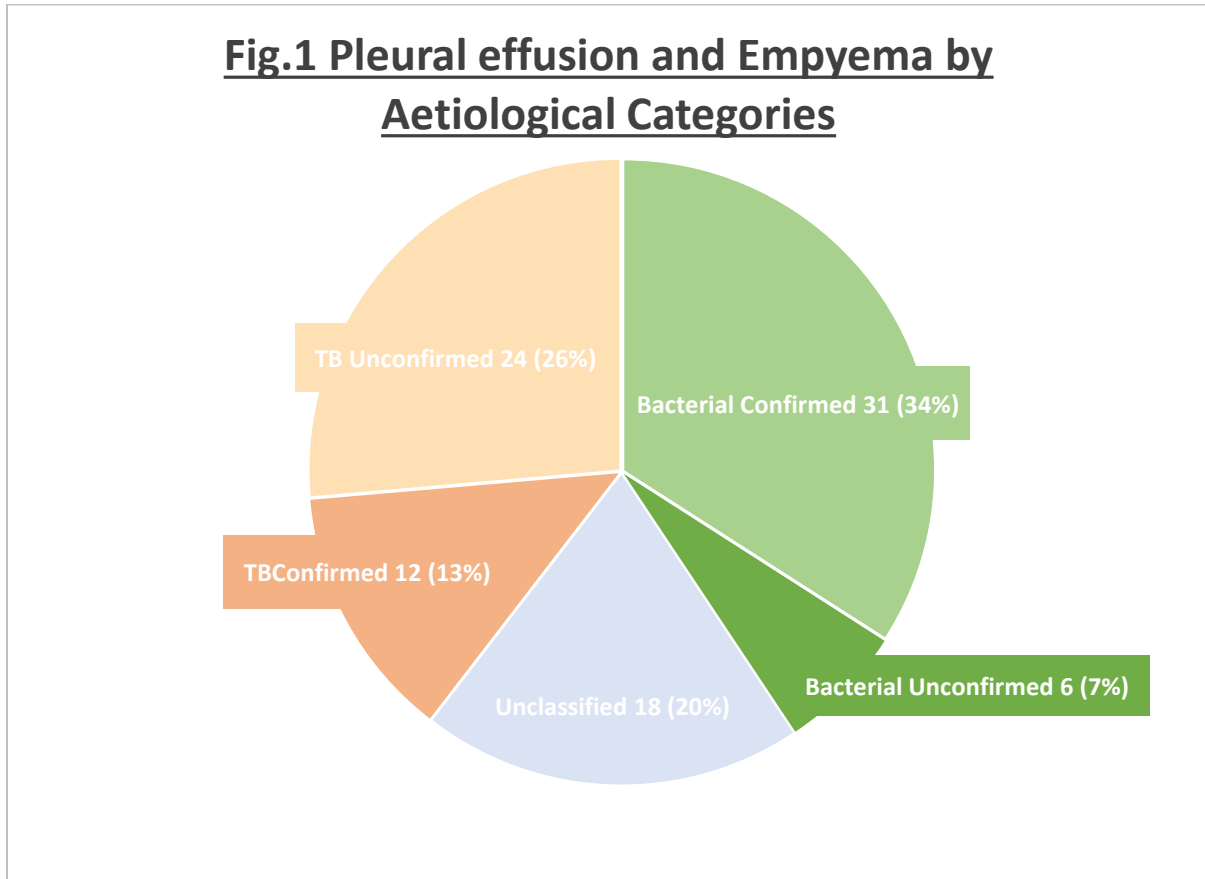 Fig.1 Pleural effusion and Empyema by
Aetiological Categories
TB Unconfirmed 24 (26%)
Bacterial Confirmed 31 (34%)
TBConfirmed 12 (13%)
Bacterial Unconfirmed 6 (7%)
Unclassified 18 (20%)